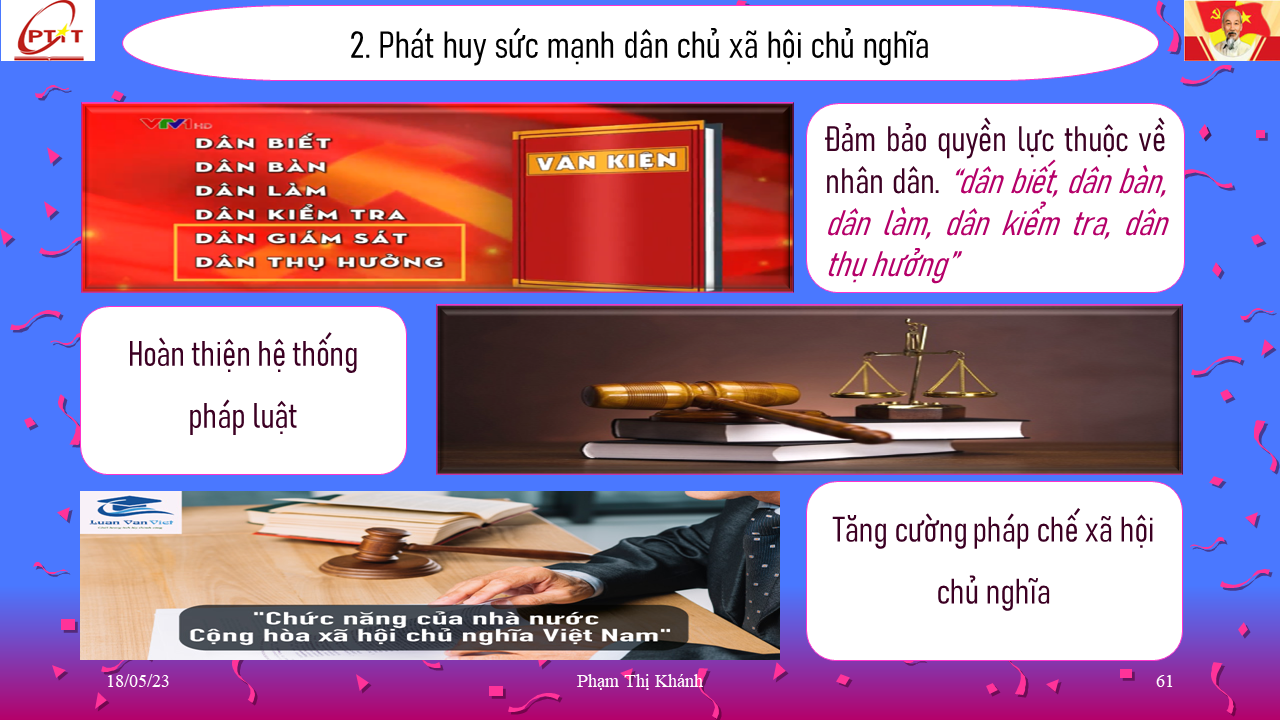 PTIT
2. Phát huy sức mạnh dân chủ xã hội chủ nghĩa
VTV1 HD
DÂN BIẾT
DÂN BÀN
DÂN LÀM
DÂN KIỂM TRA
DÂN GIÁM SÁT
DÂN THỤ HƯỞNG
VĂN KIỆN
Đảm bảo quyền lực thuộc về
nhân dân. “dân biết, dân bàn,
dân làm, dân kiểm tra, dân
thụ hưởng”
Hoàn thiện hệ thống
pháp luật
Luan Van Viet
"Chức năng của nhà nước
Cộng hòa xã hội chủ nghĩa Việt Nam"
Tăng cường pháp chế xã hội
chủ nghĩa
18/05/23
Phạm Thị Khánh
61